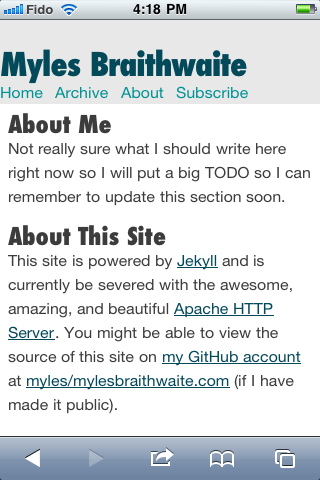 Fido 4:18 PM
Myles Braithwaite
Home Archive About Subscribe
About Me
Not really sure what I should write here
right now so I will put a big TODO so I can
remember to update this section soon.
About This Site
This site is powered by Jekyll and is
currently be severed with the awesome,
amazing, and beautiful Apache HTTP
Server. You might be able to view the
source of this site on my GitHub account
at myles/mylesbraithwaite.com (if I have
made it public).